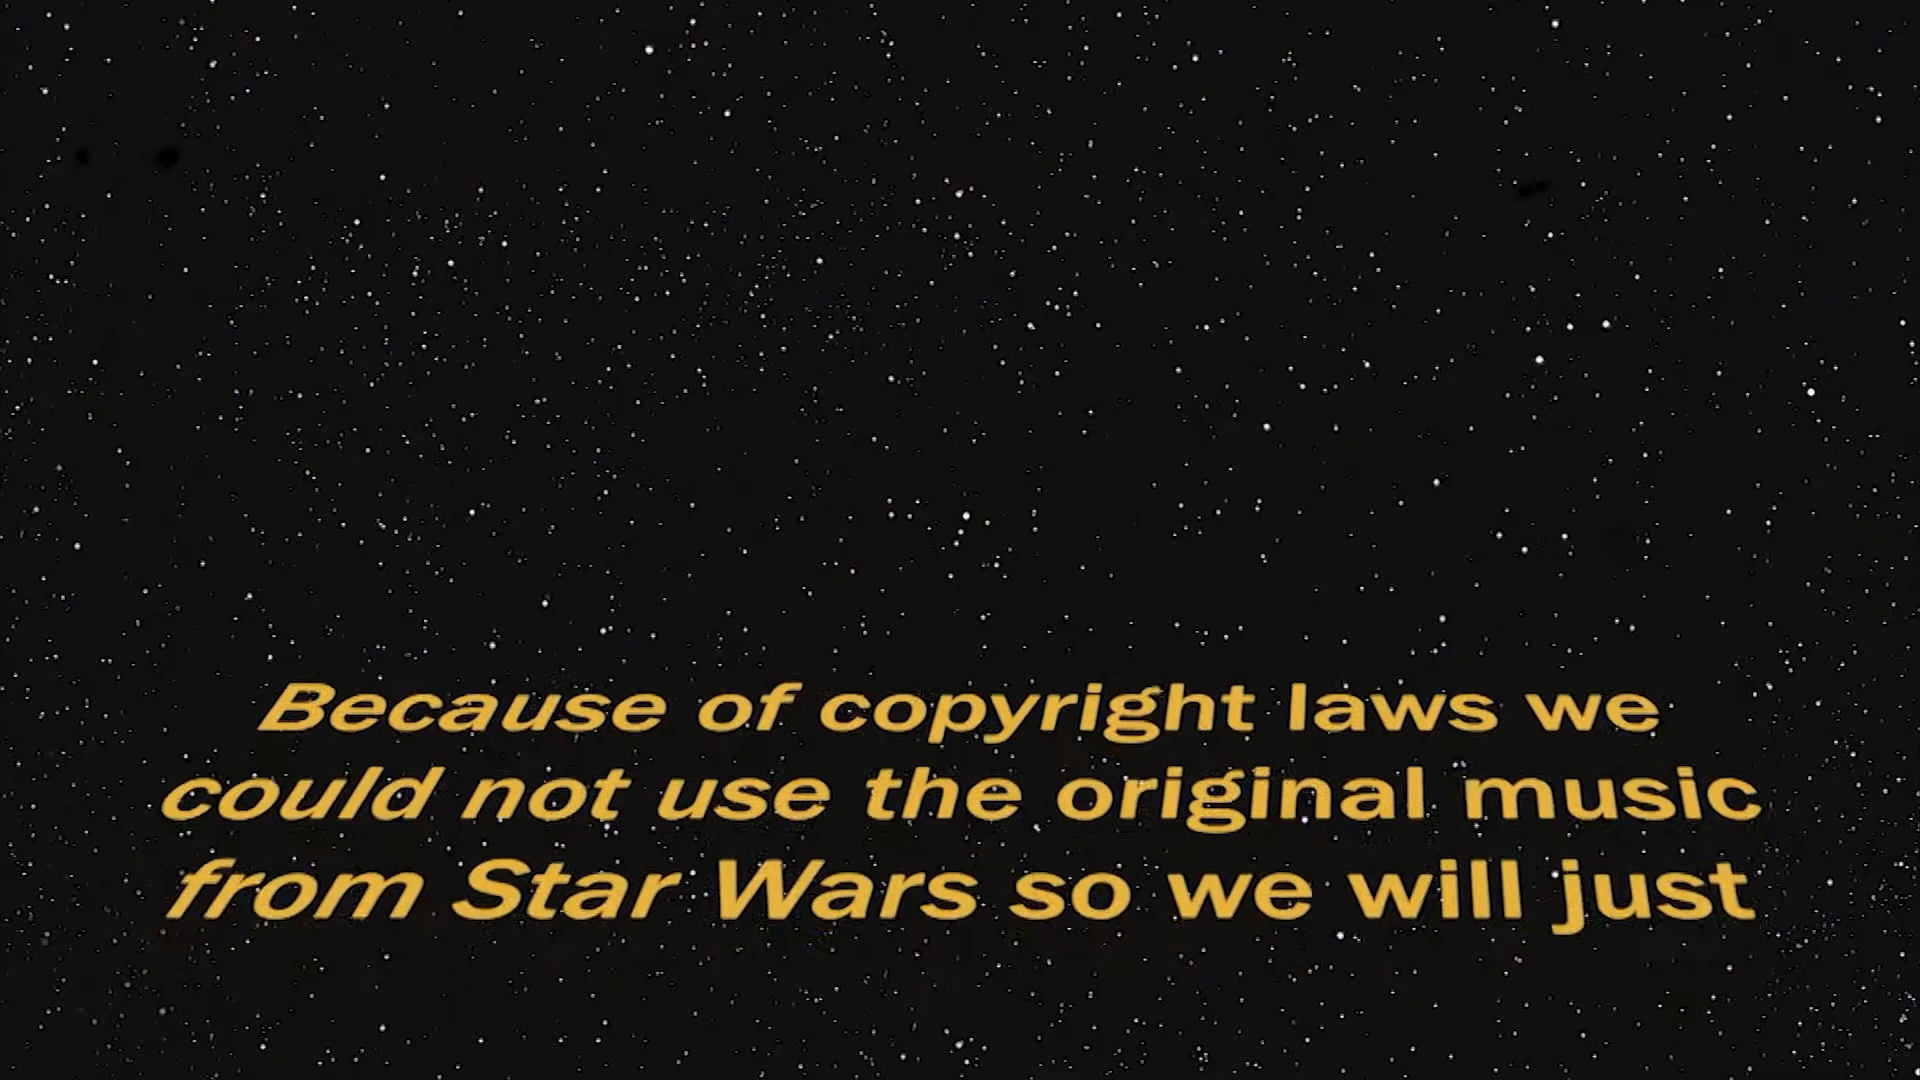 Because of copyright laws we
could not use the original music
from Star Wars so we will just